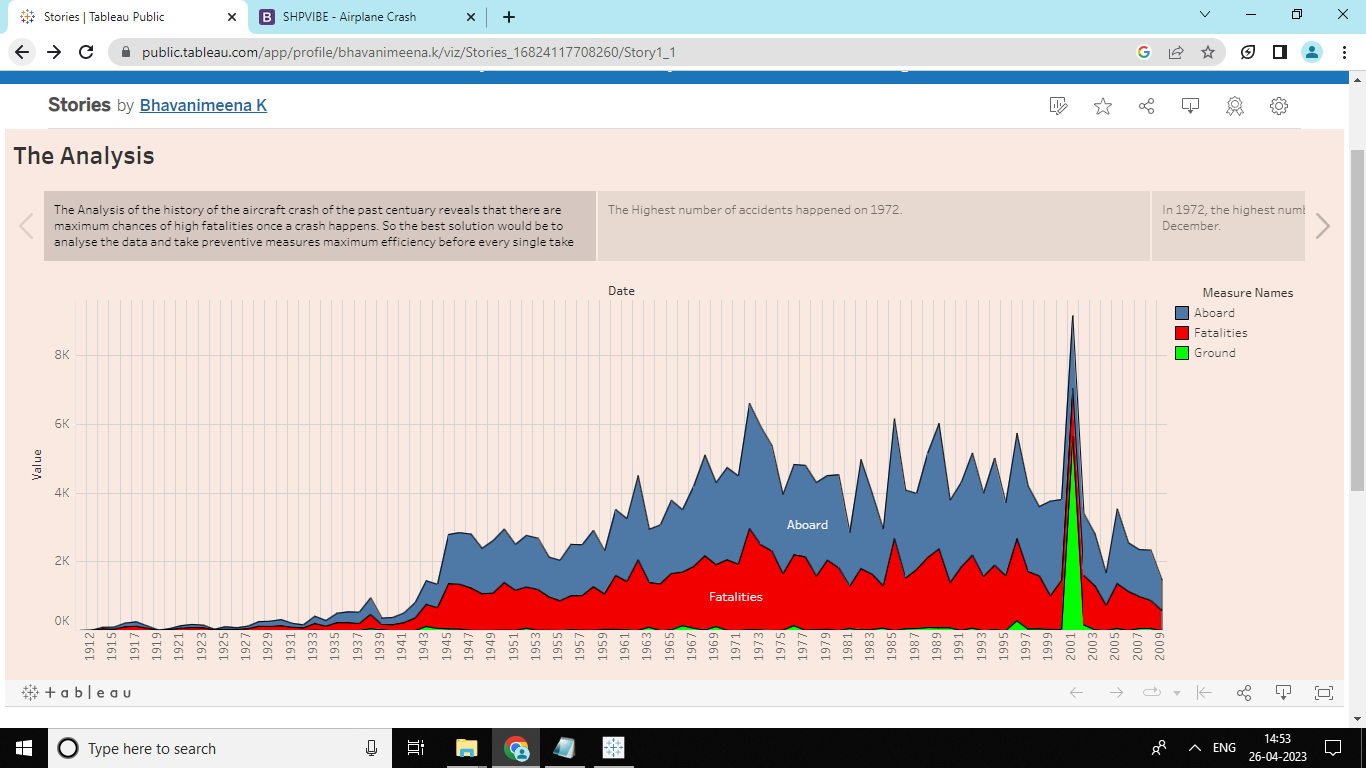 Stories | Tableau Public
SHPVIBE - Airplane Crash
public.tableau.com/app/profile/bhavanimeena.k/viz/Stories_16824117708260/Story1_1
Stories by Bhavanimeena K
The Analysis
The Analysis of the history of the aircraft crash of the past centuary reveals that there are
maximum chances of high fatalities once a crash happens. So the best solution would be to
analyse the data and take preventive measures maximum efficiency before every single take
The Highest number of accidents happened on 1972.
In 1972, the highest numb
December.
Date
Measure Names
Aboard
Fatalities
Ground
Value
8K
6K
4K
2K
0K
Aboard
Fatalities
1912 1915 1917 1919 1921 1923 1925 1927 1929 1931 1933 1935 1937 1939 1941 1943 1945 1947 1949 1951 1953 1955 1957 1959 1961 1963 1965 1967 1969 1971 1973 1975 1977 1979 1981 1983 1985 1987 1989 1991 1993 1995 1997 1999 2001 2003 2005 2007 2009
+ a b l e a u
Type here to search
ENG
14:53
26-04-2023